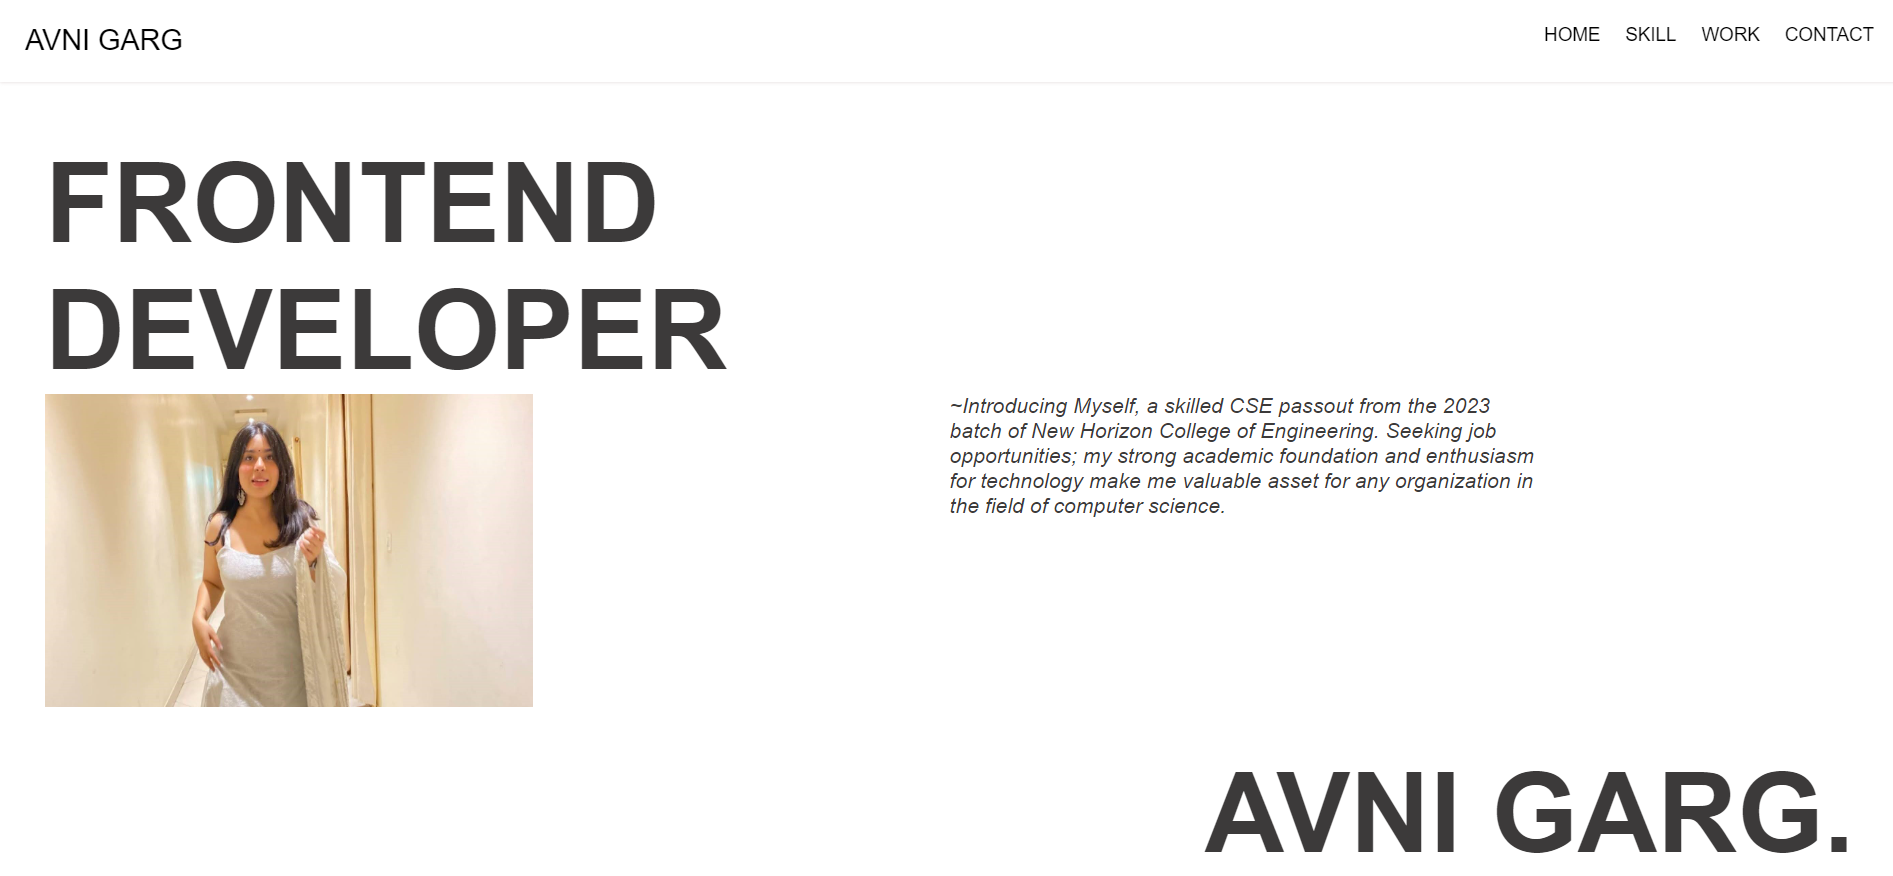 AVNI GARG
HOME SKILL WORK CONTACT
FRONTEND
DEVELOPER
~Introducing Myself, a skilled CSE passout from the 2023
batch of New Horizon College of Engineering. Seeking job
opportunities; my strong academic foundation and enthusiasm
for technology make me valuable asset for any organization in
the field of computer science.
AVNI GARG.